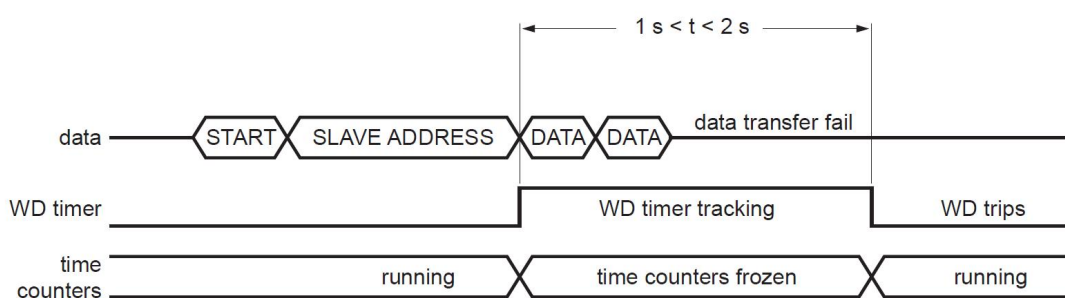 1 s < t < 2 s
data START SLAVE ADDRESS DATA DATA data transfer fail
WD timer WD timer tracking WD trips
time
counters
running time counters frozen running